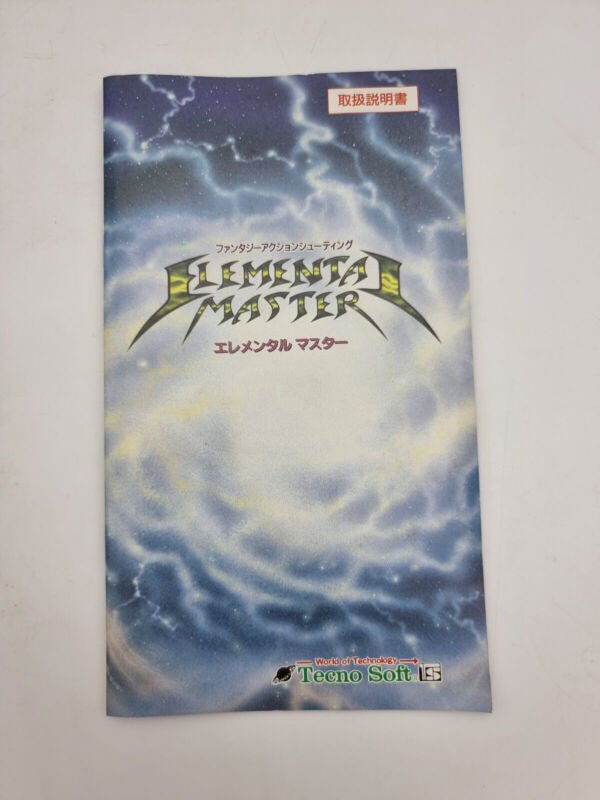 取扱説明書
ファンタジーアクションシューティング
ELEMENTAL
MASTER
エレメンタル マスター
World of Technology
Tecno Soft